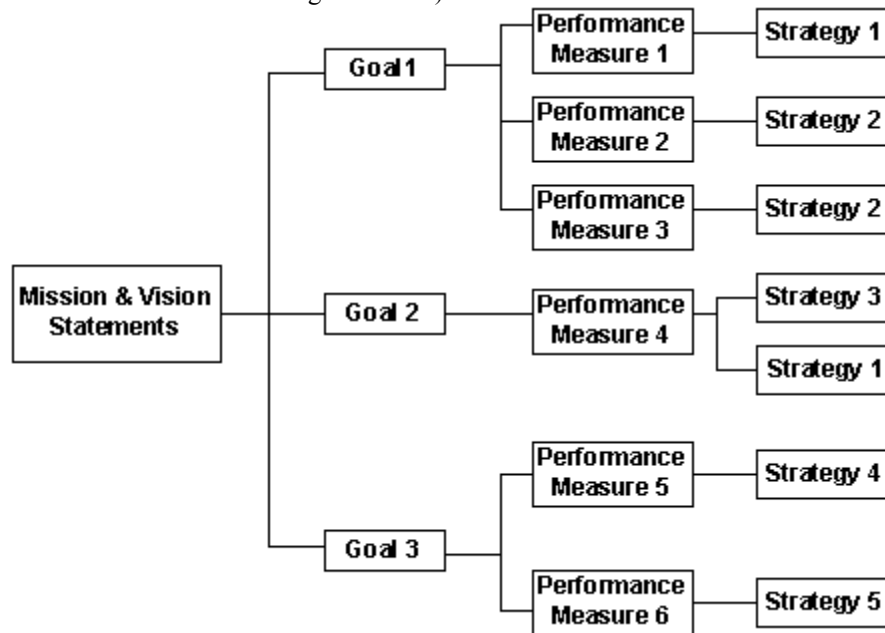 Performance
Measure 1
Strategy 1
Goal 1
Performance
Measure 2
Strategy 2
Performance
Measure 3
Strategy 2
Mission & Vision
Statements
Goal 2
Performance
Measure 4
Strategy 3
Strategy 1
Performance
Measure 5
Strategy 4
Goal 3
Performance
Measure 6
Strategy 5